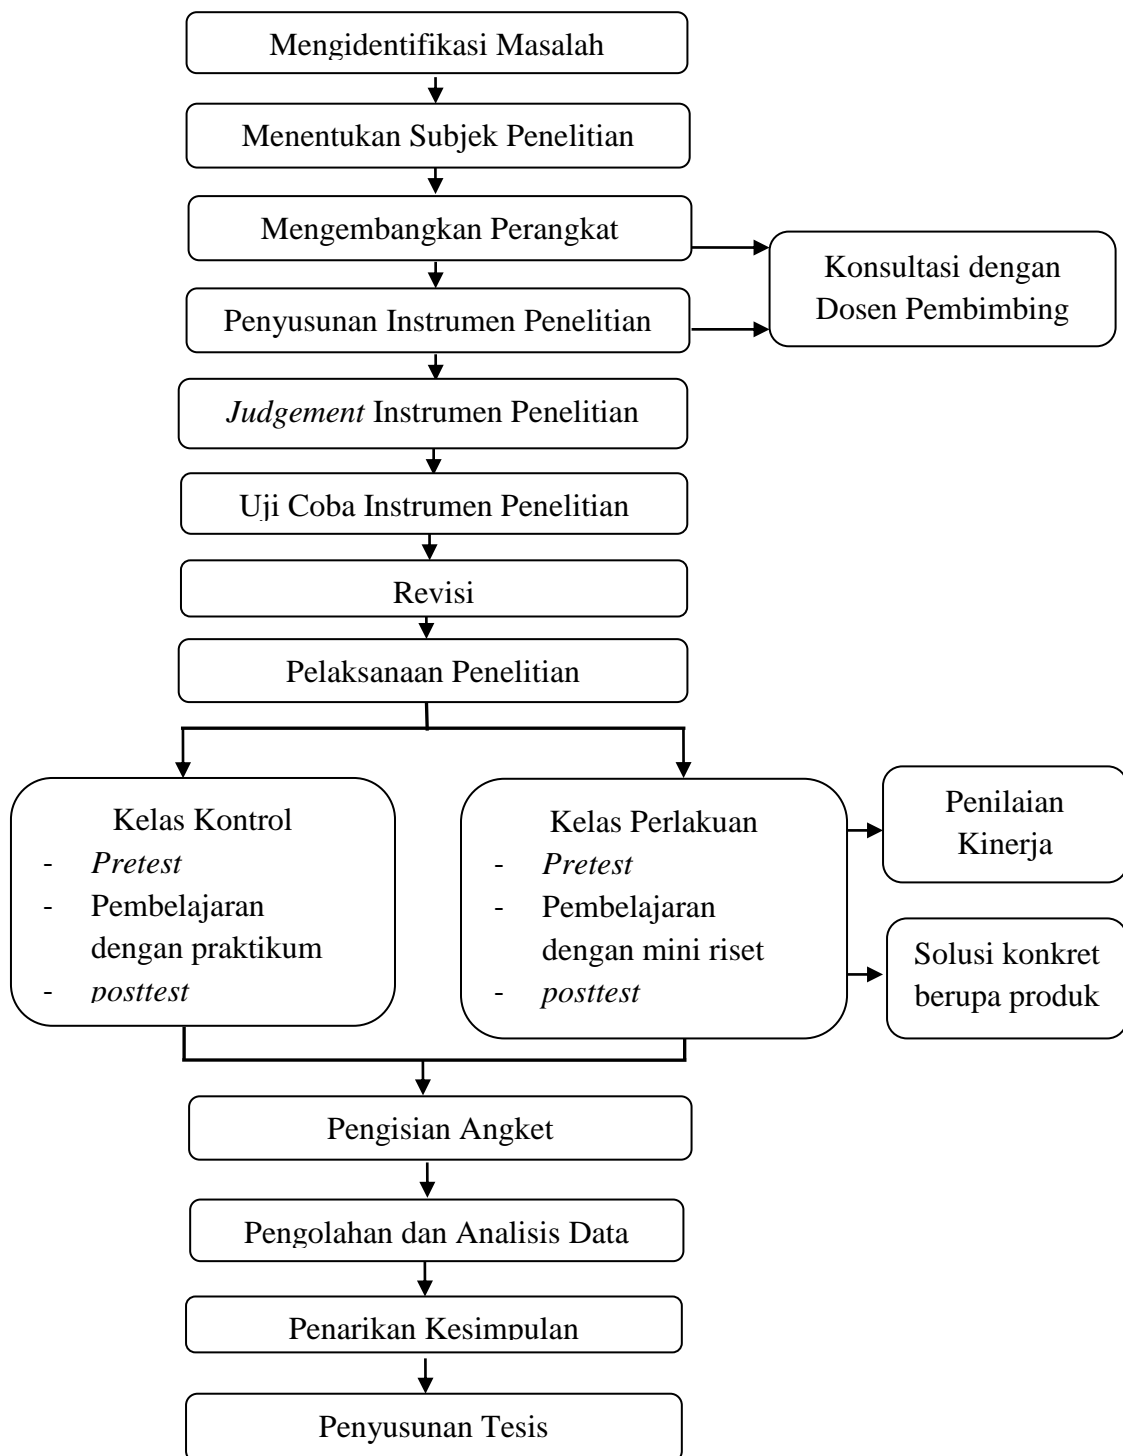 Mengidentifikasi Masalah
Menentukan Subjek Penelitian
Mengembangkan Perangkat
Konsultasi dengan
Dosen Pembimbing
Penyusunan Instrumen Penelitian
Judgement Instrumen Penelitian
Uji Coba Instrumen Penelitian
Revisi
Pelaksanaan Penelitian
Kelas Kontrol
- Pretest
- Pembelajaran
dengan praktikum
- posttest
Kelas Perlakuan
- Pretest
- Pembelajaran
dengan mini riset
- posttest
Penilaian
Kinerja
Solusi konkret
berupa produk
Pengisian Angket
Pengolahan dan Analisis Data
Penarikan Kesimpulan
Penyusunan Tesis